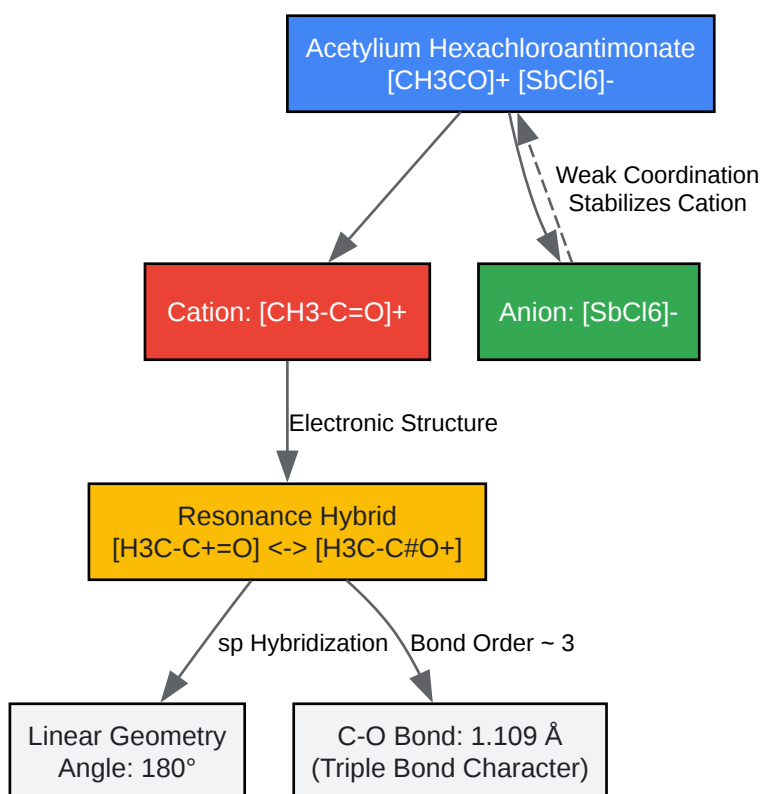 Acetylium Hexachloroantimonate
[CH3CO]+ [SbCl6]-
Weak Coordination
Stabilizes Cation
Cation: [CH3-C=O]+
Anion: [SbCl6]-
Electronic Structure
Resonance Hybrid
[H3C-C+=O] <-> [H3C-C#O+]
sp Hybridization
Bond Order ~ 3
Linear Geometry
Angle: 180°
C-O Bond: 1.109 Å
(Triple Bond Character)